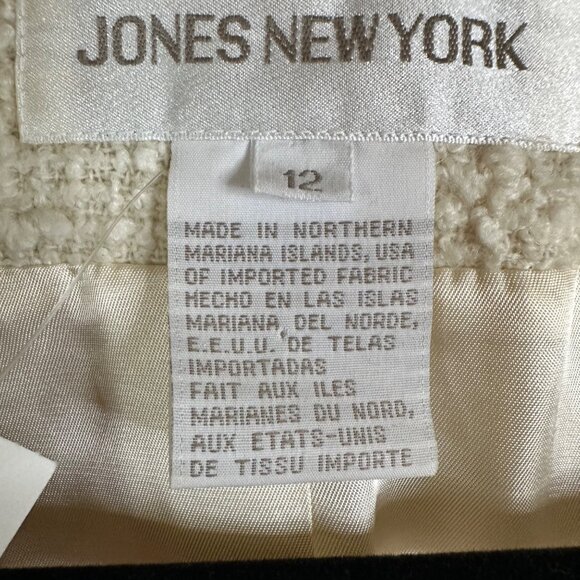 JONES NEW YORK
12
MADE IN NORTHERN
MARIANA ISLANDS, USA
OF IMPORTED FABRIC
HECHO EN LAS ISLAS
MARIANA, DEL NORDE,
E.E.U.U. DE TELAS
IMPORTADAS
FAIT AUX ILES
MARIANES DU NORD,
AUX ETATS-UNIS
DE TISSU IMPORTE